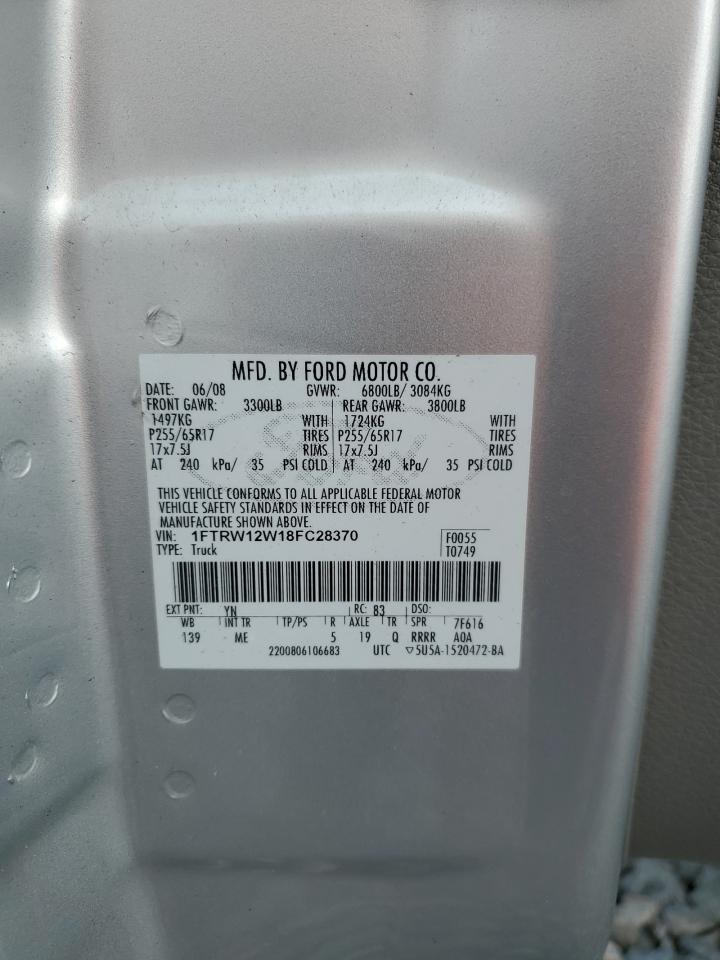 MFD. BY FORD MOTOR CO.
DATE: 06/08 GVWR: 6800LB/ 3084KG
FRONT GAWR: 3300LB REAR GAWR: 3800LB
1497KG WITH 1724KG WITH
P255/65R17 TIRES P255/65R17 TIRES
17x7.5J RIMS 17x7.5J RIMS
AT 240 kPa/ 35 PSI COLD AT 240 kPa/ 35 PSI COLD
THIS VEHICLE CONFORMS TO ALL APPLICABLE FEDERAL MOTOR
VEHICLE SAFETY STANDARDS IN EFFECT ON THE DATE OF
MANUFACTURE SHOWN ABOVE.
VIN: 1FTRW12W18FC28370 F0055
TYPE: Truck T0749
EXT PNT: YN RC: 83 DSO:
WB INT TR TP/PS R AXLE TR SPR 7F616
139 ME 5 19 Q RRRR A0A
2200806106683 UTC ▽5U5A-1520472-BA